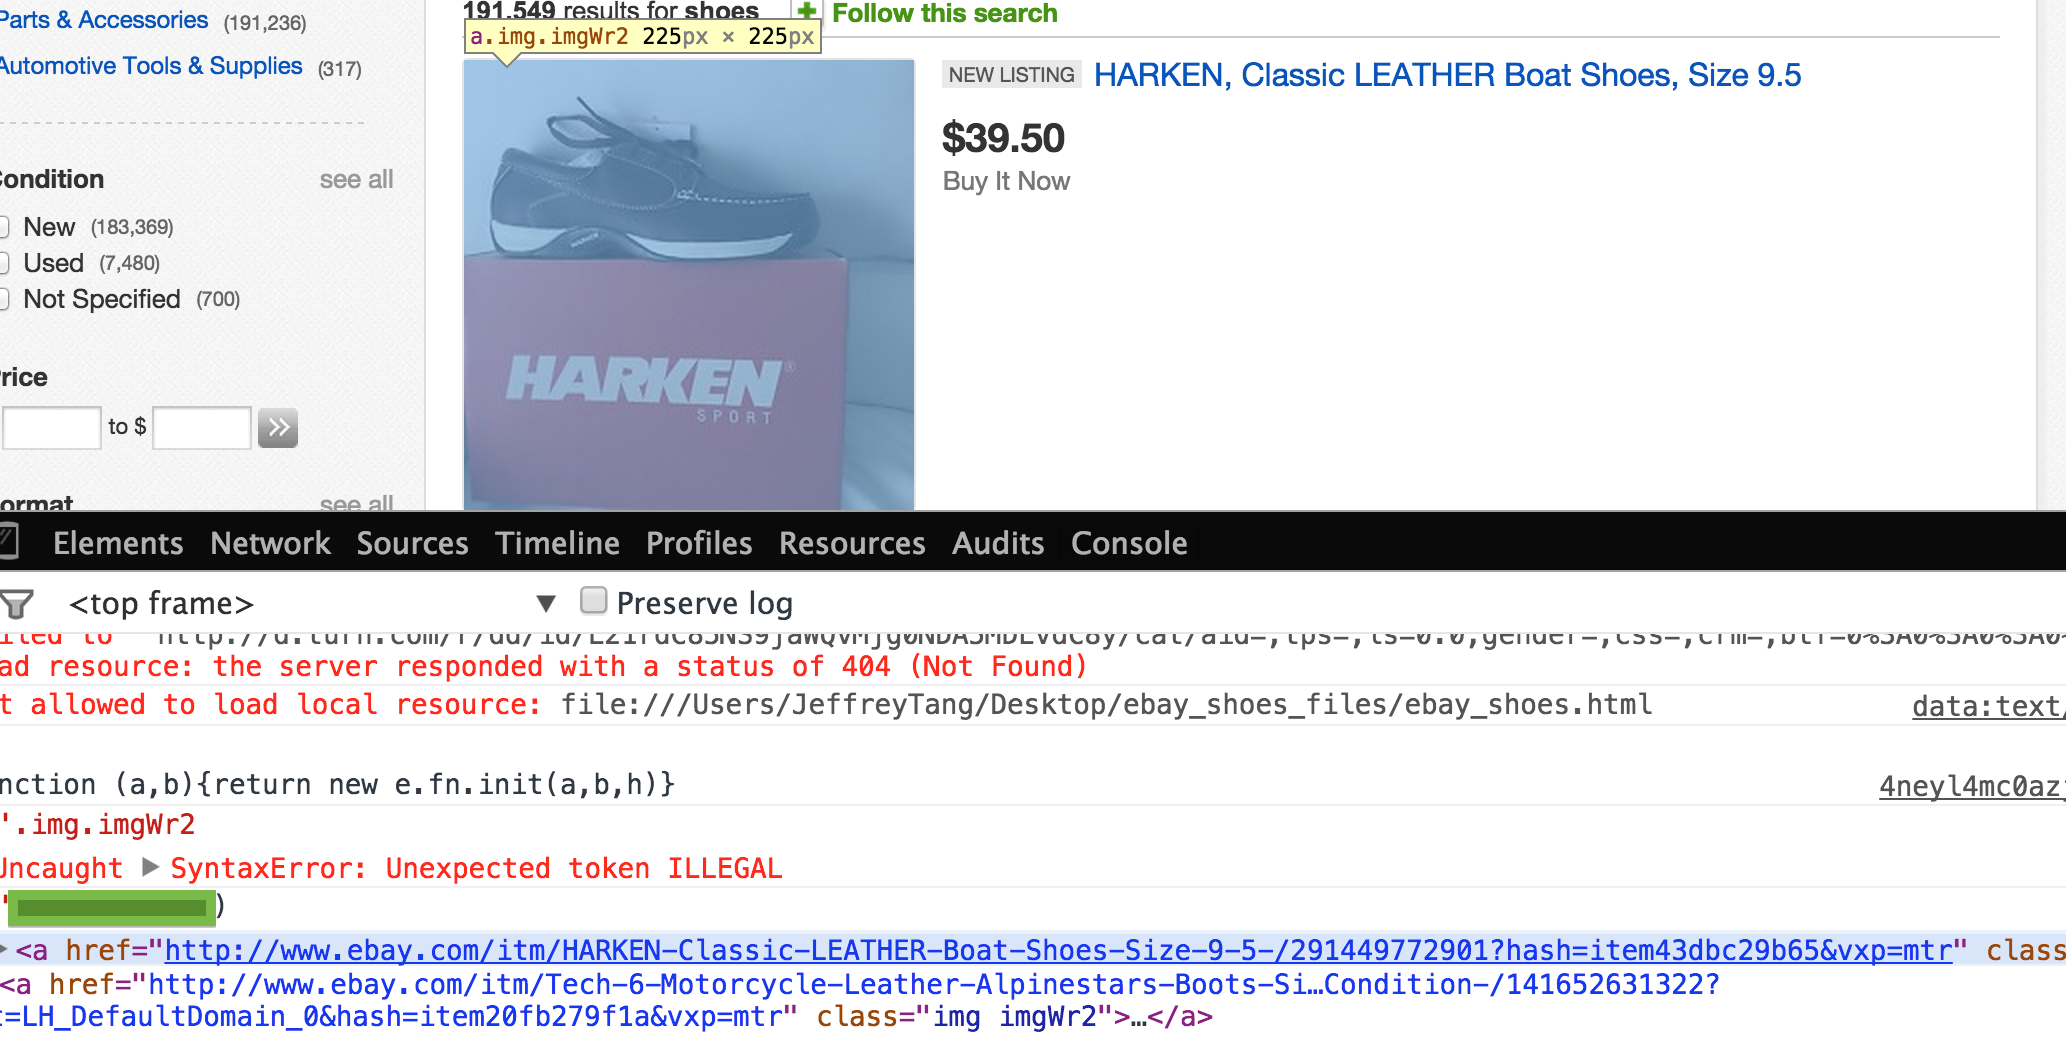 Parts & Accessories (191,236)
Automotive Tools & Supplies (317)
Condition see all
New (183,369)
Used (7,480)
Not Specified (700)
Price
to $ »
Format see all
191,549 results for shoes + Follow this search
a.img.imgWr2 225px × 225px
NEW LISTING HARKEN, Classic LEATHER Boat Shoes, Size 9.5
$39.50
Buy It Now
HARKEN
HARKEN®
SPORT
Elements Network Sources Timeline Profiles Resources Audits Console
<top frame> ▼ Preserve log
iled to
ad resource: the server responded with a status of 404 (Not Found)
t allowed to load local resource: file:///Users/JeffreyTang/Desktop/ebay_shoes_files/ebay_shoes.html data:text/
nction (a,b){return new e.fn.init(a,b,h)} 4neyl4mc0az
'.img.imgWr2
Uncaught ▶ SyntaxError: Unexpected token ILLEGAL
' )
<a href="http://www.ebay.com/itm/HARKEN-Classic-LEATHER-Boat-Shoes-Size-9-5-/291449772901?hash=item43dbc29b65&vxp=mtr" class
<a href="http://www.ebay.com/itm/Tech-6-Motorcycle-Leather-Alpinestars-Boots-Si…Condition-/141652631322?
t=LH_DefaultDomain_0&hash=item20fb279f1a&vxp=mtr" class="img imgWr2">…</a>